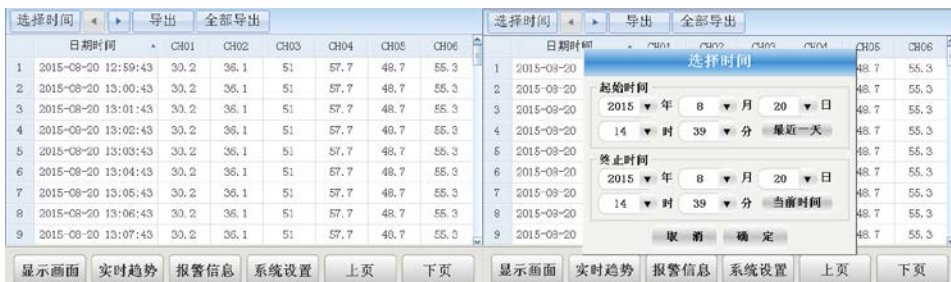 选择时间 导出 全部导出
日期时间 CH01 CH02 CH03 CH04 CH05 CH06
1 2015-08-20 12:59:43 30.2 36.1 51 57.7 48.7 55.3
2 2015-08-20 13:00:43 30.2 36.1 51 57.7 48.7 55.3
3 2015-08-20 13:01:43 30.2 36.1 51 57.7 48.7 55.3
4 2015-08-20 13:02:43 30.2 36.1 51 57.7 48.7 55.3
5 2015-08-20 13:03:43 30.2 36.1 51 57.7 48.7 55.3
6 2015-08-20 13:04:43 30.2 36.1 51 57.7 48.7 55.3
7 2015-08-20 13:05:43 30.2 36.1 51 57.7 48.7 55.3
8 2015-08-20 13:06:43 30.2 36.1 51 57.7 48.7 55.3
9 2015-08-20 13:07:43 30.2 36.1 51 57.7 48.7 55.3
显示画面 实时趋势 报警信息 系统设置 上页 下页
选择时间 导出 全部导出
日期时间 CH01 CH02 CH03 CH04 CH05 CH06
1 2015-08-20 48.7 55.3
2 2015-08-20 48.7 55.3
3 2015-08-20 48.7 55.3
4 2015-08-20 48.7 55.3
5 2015-08-20 48.7 55.3
6 2015-08-20 48.7 55.3
7 2015-08-20 48.7 55.3
8 2015-08-20 48.7 55.3
9 2015-08-20 48.7 55.3
选择时间
起始时间
2015 年 8 月 20 日
14 时 39 分 最近一天
终止时间
2015 年 8 月 20 日
14 时 39 分 当前时间
取 消 确 定
显示画面 实时趋势 报警信息 系统设置 上页 下页